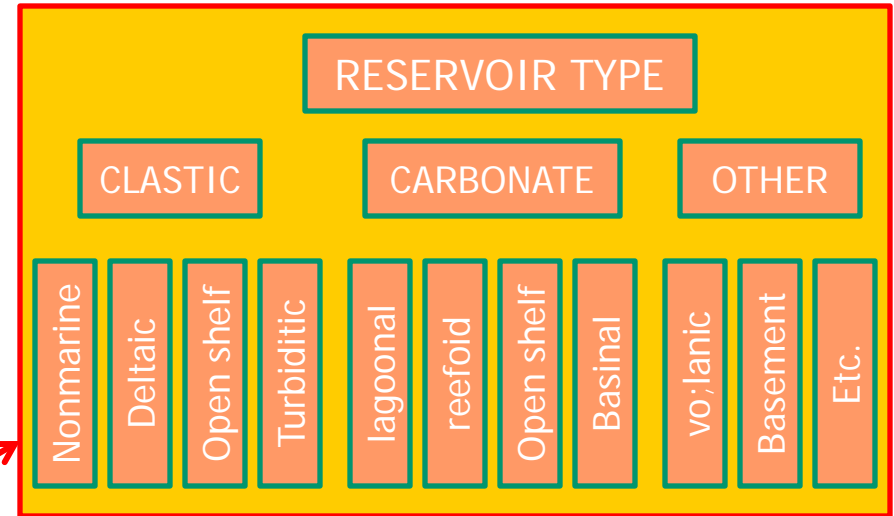 RESERVOIR TYPE
CLASTIC
CARBONATE
OTHER
Nonmarine
Deltaic
Open shelf
Turbiditic
lagoonal
reefoid
Open shelf
Basinal
vo;lanic
Basement
Etc.